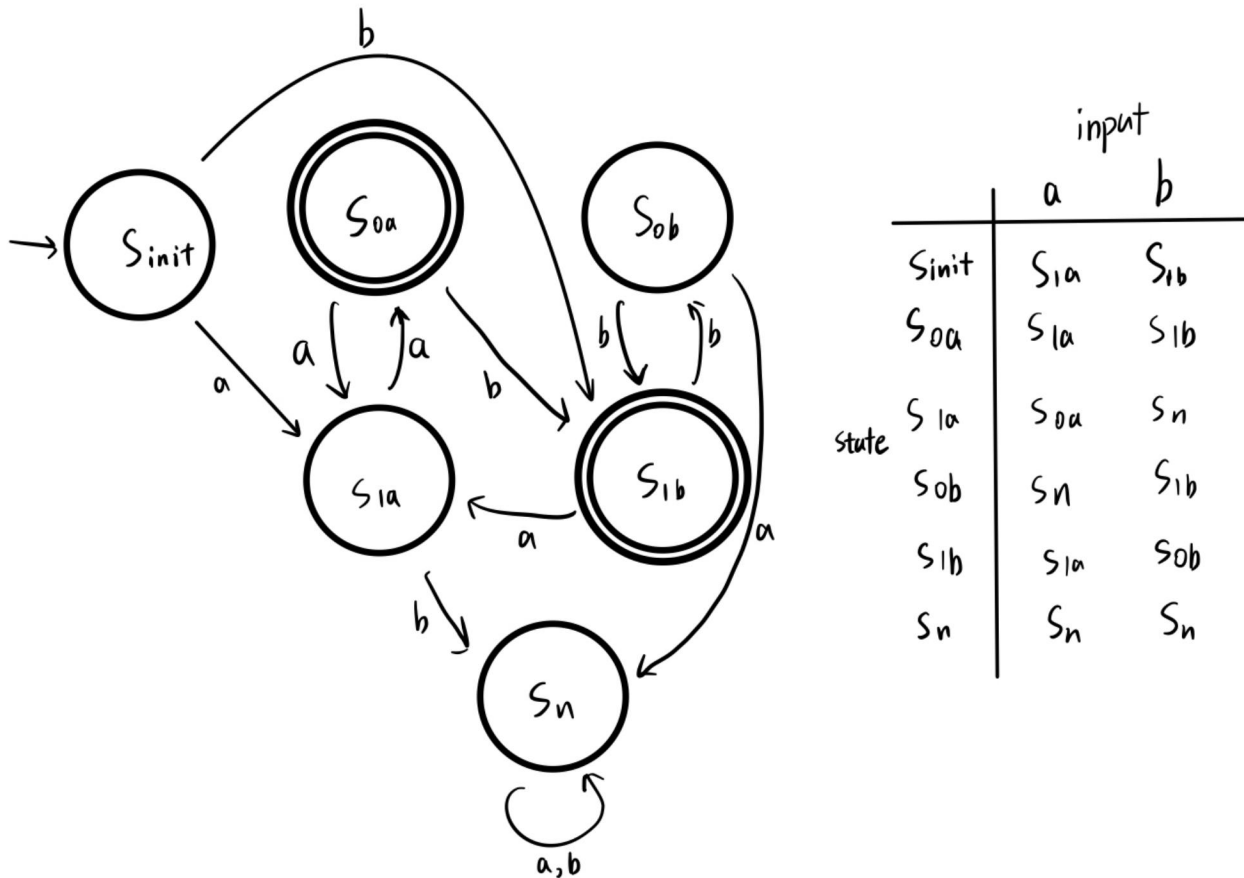 b
Sinit
S0a
S0b
a
a
a
b
b
b
S1a
S1b
a
a
b
Sn
a,b
input
a b
Sinit S1a S1b
S0a S1a S1b
S1a S0a Sn
state
S0b Sn S1b
S1b S1a S0b
Sn Sn Sn